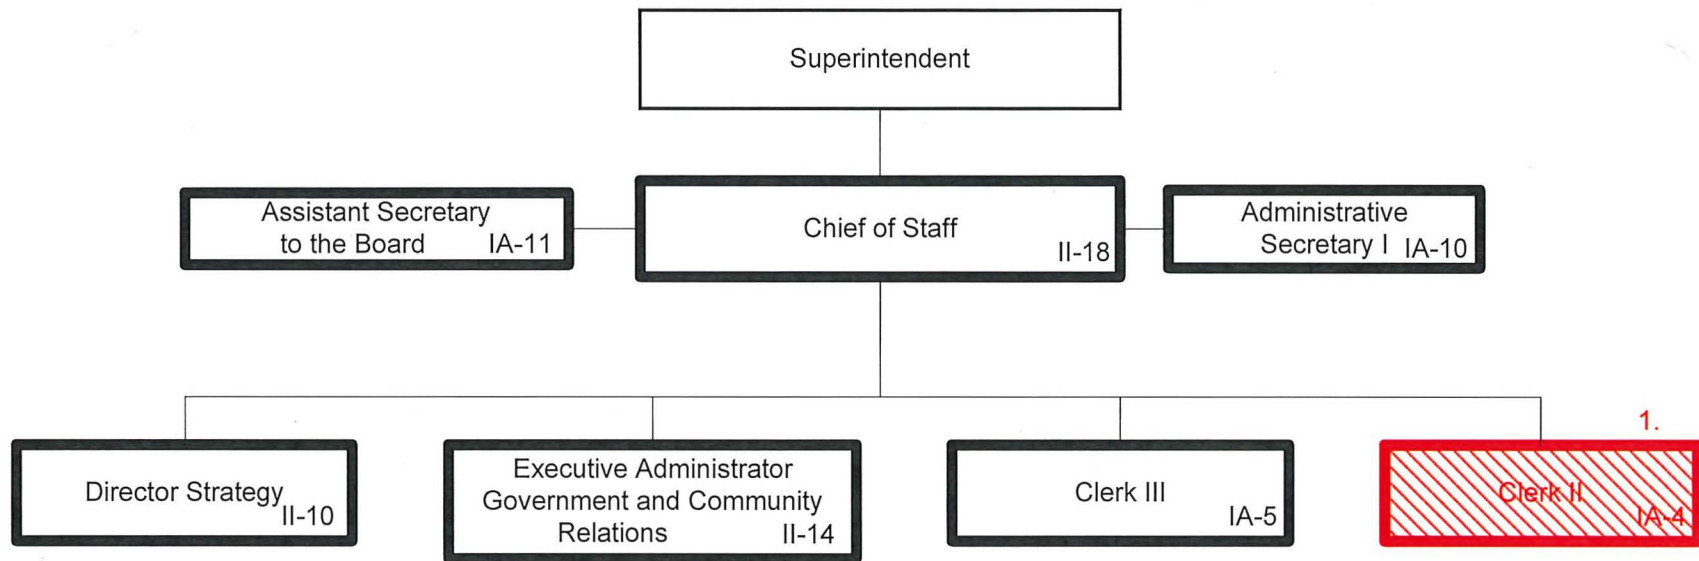 Superintendent
Assistant Secretary
to the Board IA-11
Chief of Staff
II-18
Administrative
Secretary I IA-10
Director Strategy
II-10
Executive Administrator
Government and Community
Relations II-14
Clerk III
IA-5
1.
Clerk II
IA-4